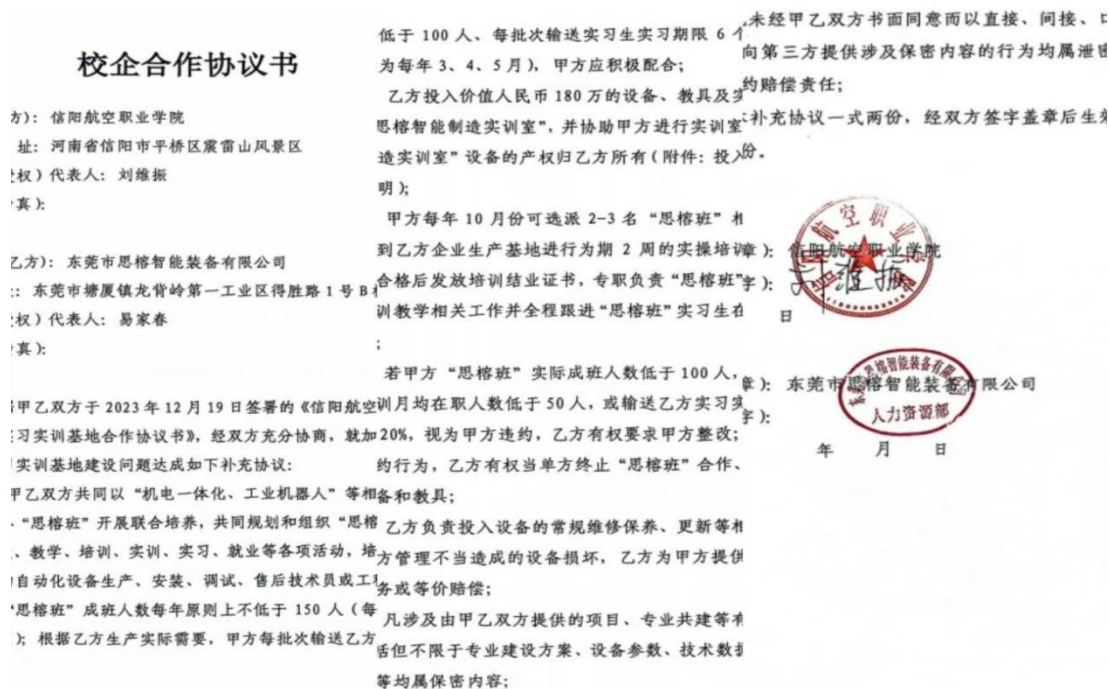 校企合作协议书
方）：信阳航空职业学院
址：河南省信阳市平桥区震雷山风景区
权）代表人：刘维振
真）：
乙方）：东莞市思榕智能装备有限公司
：东莞市塘厦镇龙背岭第一工业区得胜路1号B
权）代表人：易家春
真）：
甲乙双方于2023年12月19日签署的《信阳航空
习实训基地合作协议书》，经双方充分协商，就加
实训基地建设问题达成如下补充协议：
甲乙双方共同以“机电一体化、工业机器人”等相
“思榕班”开展联合培养，共同规划和组织“思榕
、教学、培训、实训、实习、就业等各项活动，培
自动化设备生产、安装、调试、售后技术员或工
“思榕班”成班人数每年原则上不低于150人（每
）；根据乙方生产实际需要，甲方每批次输送乙方
低于100人、每批次输送实习生实习期限6个
为每年3、4、5月），甲方应积极配合；
乙方投入价值人民币180万的设备、教具及实
思榕智能制造实训室”，并协助甲方进行实训室
造实训室”设备的产权归乙方所有（附件：投入
明）；
甲方每年10月份可选派2-3名“思榕班”相
到乙方企业生产基地进行为期2周的实操培训
合格后发放培训结业证书，专职负责“思榕班”
训教学相关工作并全程跟进“思榕班”实习生在
；
若甲方“思榕班”实际成班人数低于100人，
训月均在职人数低于50人，或输送乙方实习实
20%，视为甲方违约，乙方有权要求甲方整改；
约行为，乙方有权当单方终止“思榕班”合作、
备和教具；
乙方负责投入设备的常规维修保养、更新等相
方管理不当造成的设备损坏，乙方为甲方提供
务或等价赔偿；
凡涉及由甲乙双方提供的项目、专业共建等有
括但不限于专业建设方案、设备参数、技术数据
等均属保密内容；
未经甲乙双方书面同意而以直接、间接、口
向第三方提供涉及保密内容的行为均属泄密
约赔偿责任；
补充协议一式两份，经双方签字盖章后生效
份。
章）：信阳航空职业学院
字）：刘维振
日
章）：东莞市思榕智能装备有限公司
人力资源部
字）：
年 月 日